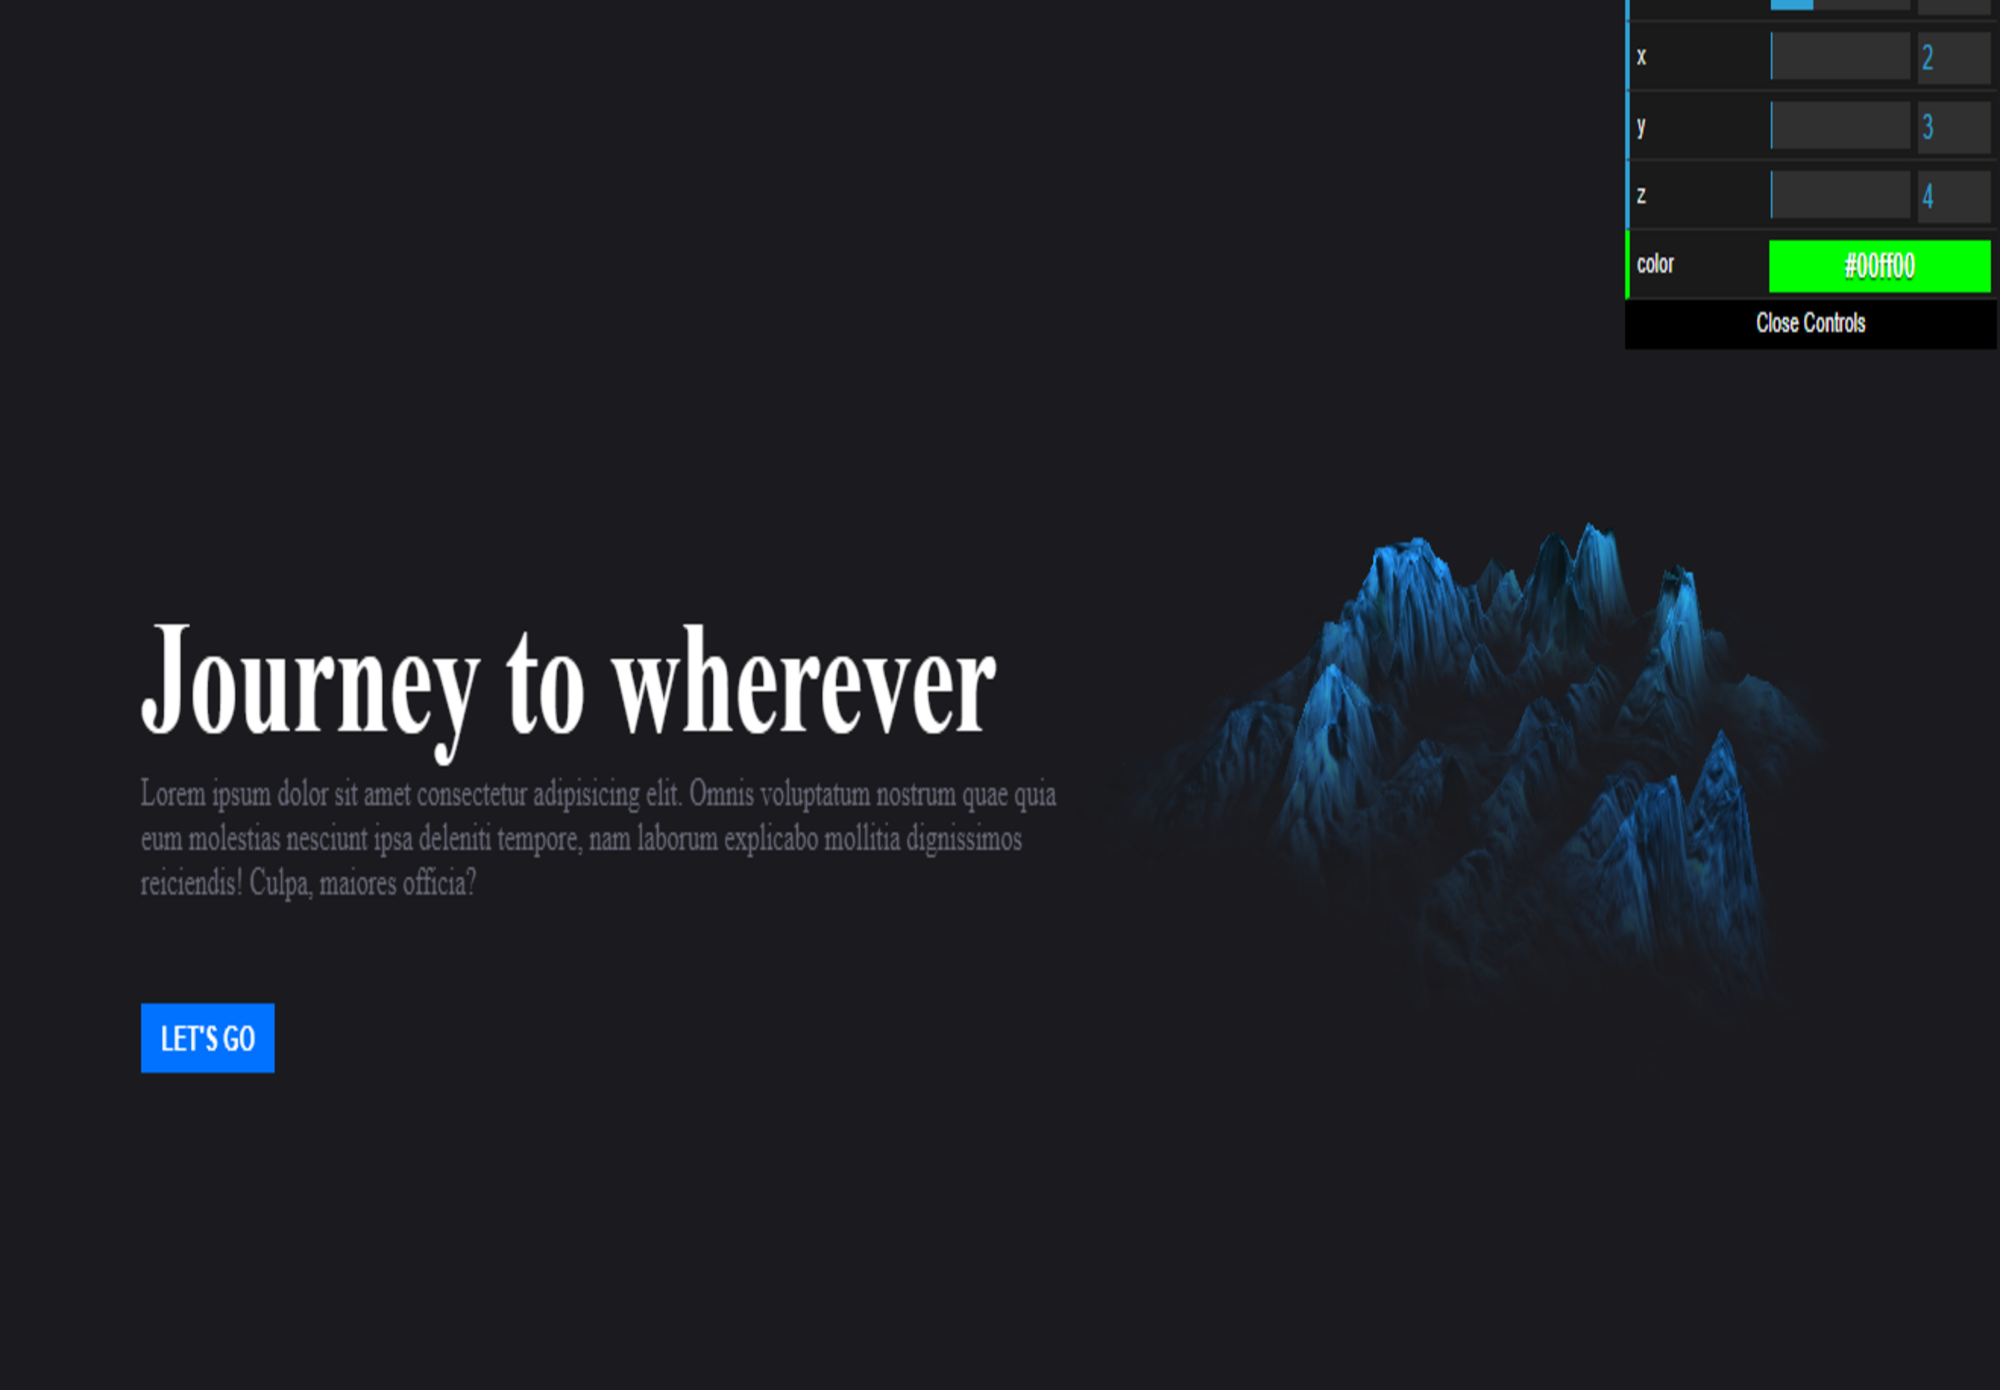 x 2
y 3
z 4
color #00ff00
Close Controls
Journey to wherever
Lorem ipsum dolor sit amet consectetur adipisicing elit. Omnis voluptatum nostrum quae quia
eum molestias nesciunt ipsa deleniti tempore, nam laborum explicabo mollitia dignissimos
reiciendis! Culpa, maiores officia?
LET'S GO